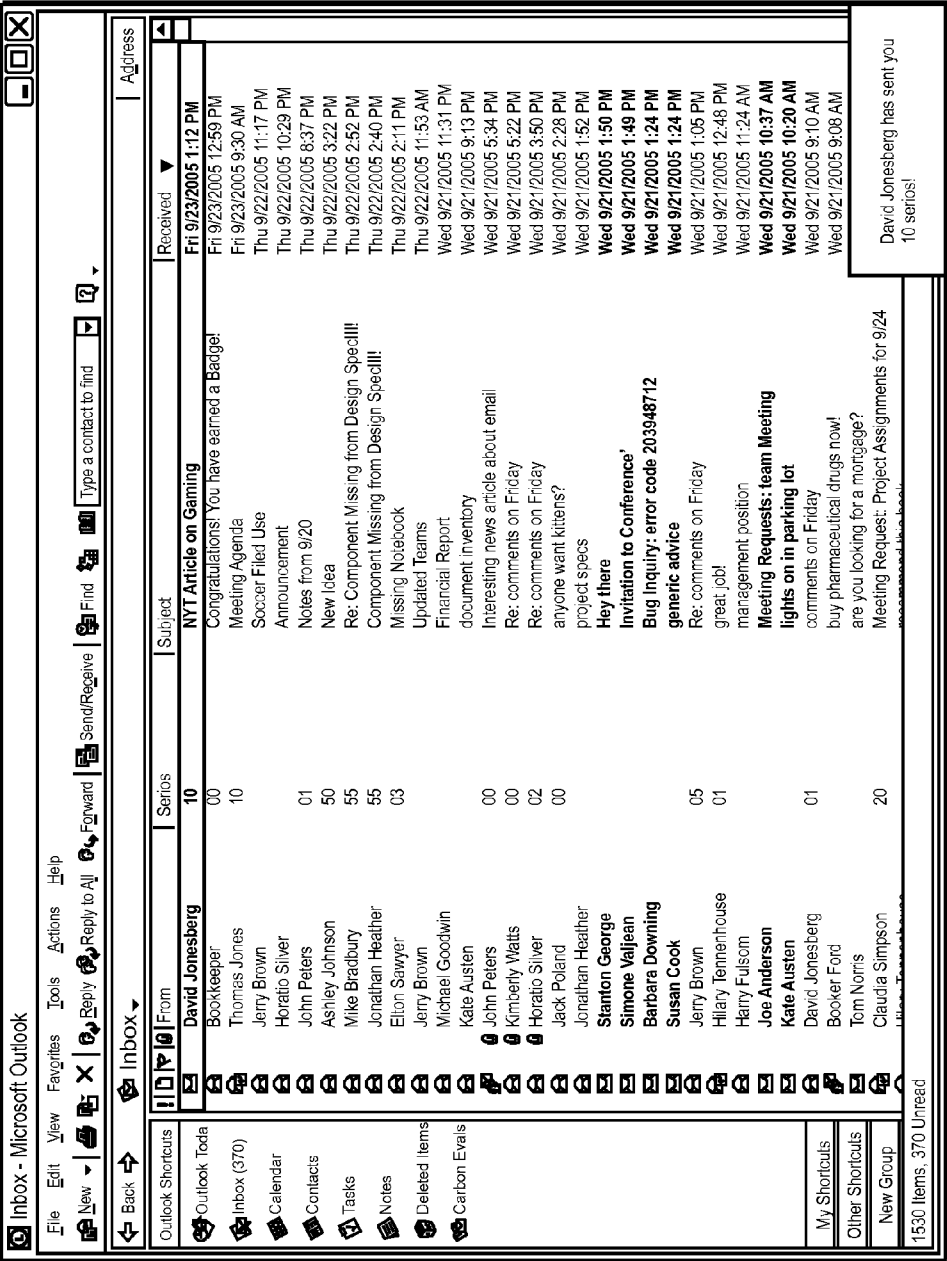 Inbox - Microsoft Outlook
File Edit View Favorites Tools Actions Help
New Reply Reply to All Forward Send/Receive Find Type a contact to find
Back Inbox Address
Outlook Shortcuts
Outlook Toda
Inbox (370)
Calendar
Contacts
Tasks
Notes
Deleted Items
Carbon Evals
My Shortcuts
Other Shortcuts
New Group
! From Serios Subject Received
David Jonesberg 10 NYT Article on Gaming Fri 9/23/2005 1:12 PM
Bookkeeper 00 Congratulations! You have earned a Badge! Fri 9/23/2005 12:59 PM
Thomas Jones 10 Meeting Agenda Fri 9/23/2005 9:30 AM
Jerry Brown Soccer Filed Use Thu 9/22/2005 11:17 PM
Horatio Silver Announcement Thu 9/22/2005 10:29 PM
John Peters 01 Notes from 9/20 Thu 9/22/2005 8:37 PM
Ashley Johnson 50 New Idea Thu 9/22/2005 3:22 PM
Mike Bradbury 55 Re: Component Missing from Design Spec!!! Thu 9/22/2005 2:52 PM
Jonathan Heather 55 Component Missing from Design Spec!!! Thu 9/22/2005 2:40 PM
Elton Sawyer 03 Missing Notebook Thu 9/22/2005 2:11 PM
Jerry Brown Updated Teams Thu 9/22/2005 11:53 AM
Michael Goodwin Financial Report Wed 9/21/2005 11:31 PM
Kate Austen document inventory Wed 9/21/2005 9:13 PM
John Peters 00 Interesting news article about email Wed 9/21/2005 5:34 PM
Kimberly Watts 00 Re: comments on Friday Wed 9/21/2005 5:22 PM
Horatio Silver 02 Re: comments on Friday Wed 9/21/2005 3:50 PM
Jack Poland 00 anyone want kittens? Wed 9/21/2005 2:28 PM
Jonathan Heather project specs Wed 9/21/2005 1:52 PM
Stanton George Hey there Wed 9/21/2005 11:50 PM
Simone Valjean Invitation to Conference' Wed 9/21/2005 1:49 PM
Barbara Downing Bug Inquiry: error code 203948712 Wed 9/21/2005 1:24 PM
Susan Cook generic advice Wed 9/21/2005 1:24 PM
Jerry Brown 05 Re: comments on Friday Wed 9/21/2005 1:05 PM
Hilary Tennenhouse 01 great job! Wed 9/21/2005 12:48 PM
Harry Fulsom management position Wed 9/21/2005 11:24 AM
Joe Anderson Meeting Requests: team Meeting Wed 9/21/2005 10:37 AM
Kate Austen lights on in parking lot Wed 9/21/2005 10:20 AM
David Jonesberg 01 comments on Friday Wed 9/21/2005 9:10 AM
Booker Ford buy pharmaceutical drugs now! Wed 9/21/2005 9:08 AM
Tom Norris are you looking for a mortgage?
Claudia Simpson 20 Meeting Request: Project Assignments for 9/24
David Jonesberg has sent you
10 serios!
1530 Items, 370 Unread